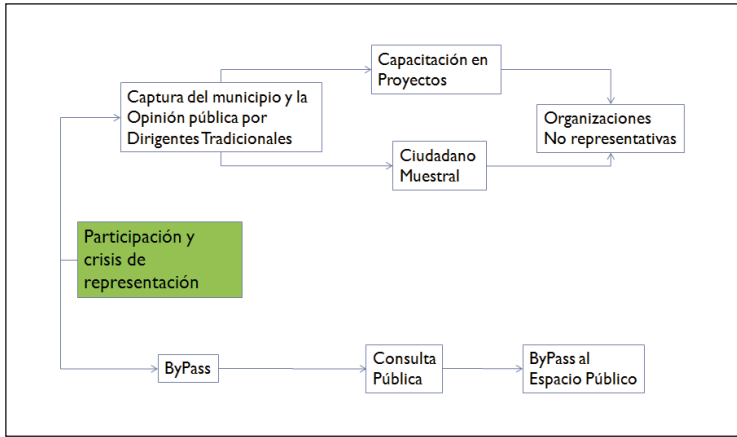 Capacitación en
Proyectos
Captura del municipio y la
Opinión pública por
Dirigentes Tradicionales
Organizaciones
No representativas
Ciudadano
Muestral
Participación y
crisis de
representación
ByPass
Consulta
Pública
ByPass al
Espacio Público